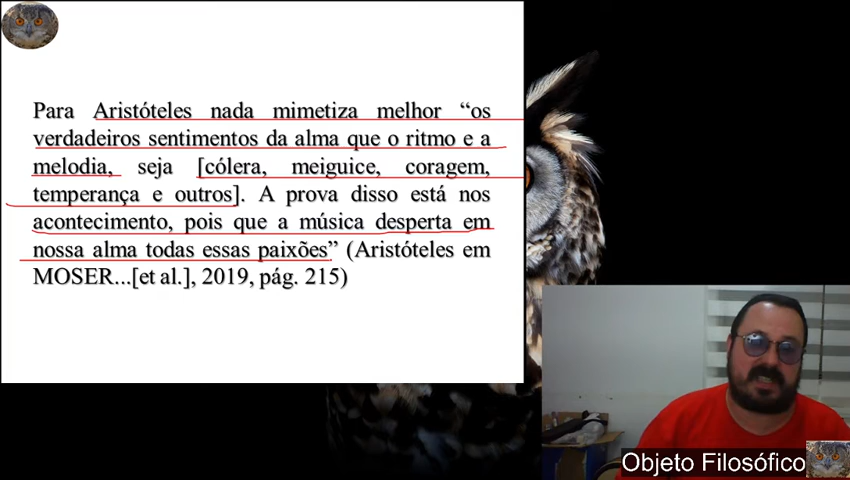 Para Aristóteles nada mimetiza melhor “os
verdadeiros sentimentos da alma que o ritmo e a
melodia, seja [cólera, meiguice, coragem,
temperança e outros]. A prova disso está nos
acontecimento, pois que a música desperta em
nossa alma todas essas paixões” (Aristóteles em
MOSER...[et al.], 2019, pág. 215)
Objeto Filosófico